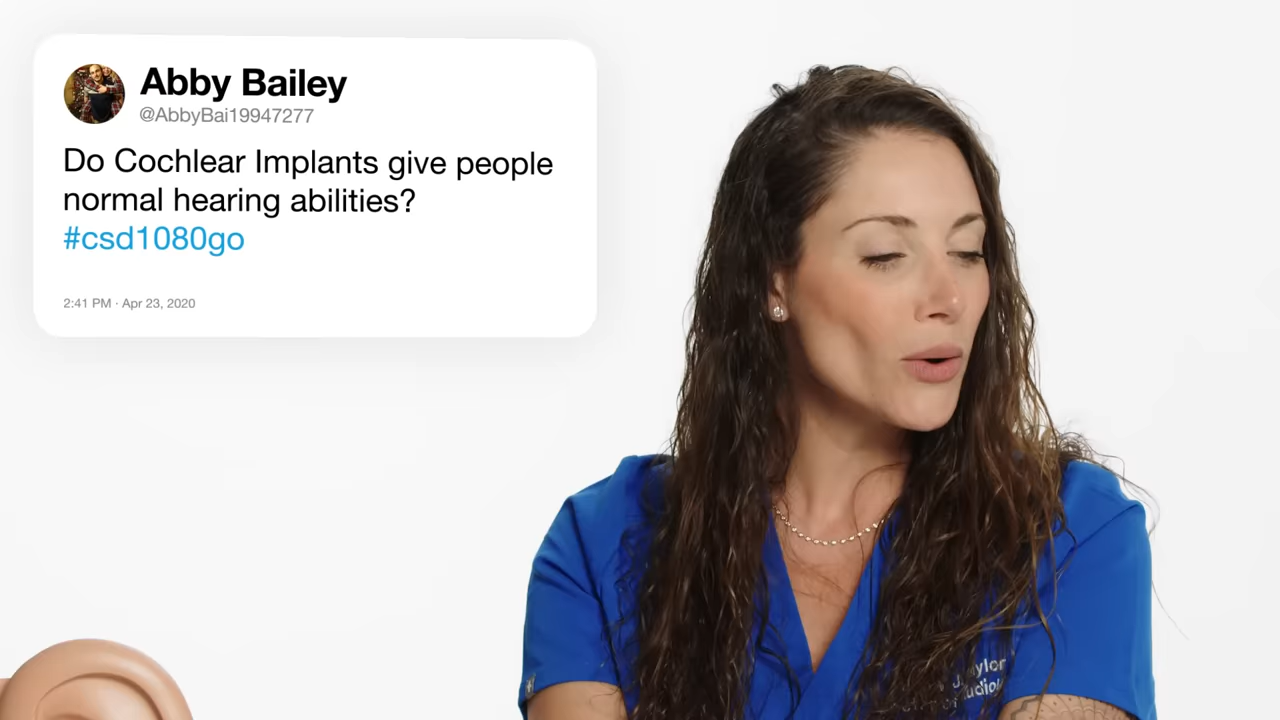 Abby Bailey
@AbbyBai19947277
Do Cochlear Implants give people
normal hearing abilities?
#csd1080go
2:41 PM · Apr 23, 2020